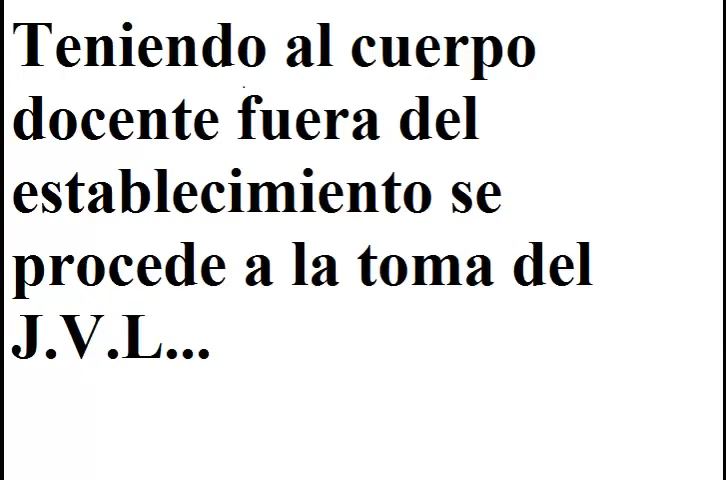 Teniendo al cuerpo
docente fuera del
establecimiento se
procede a la toma del
J.V.L...